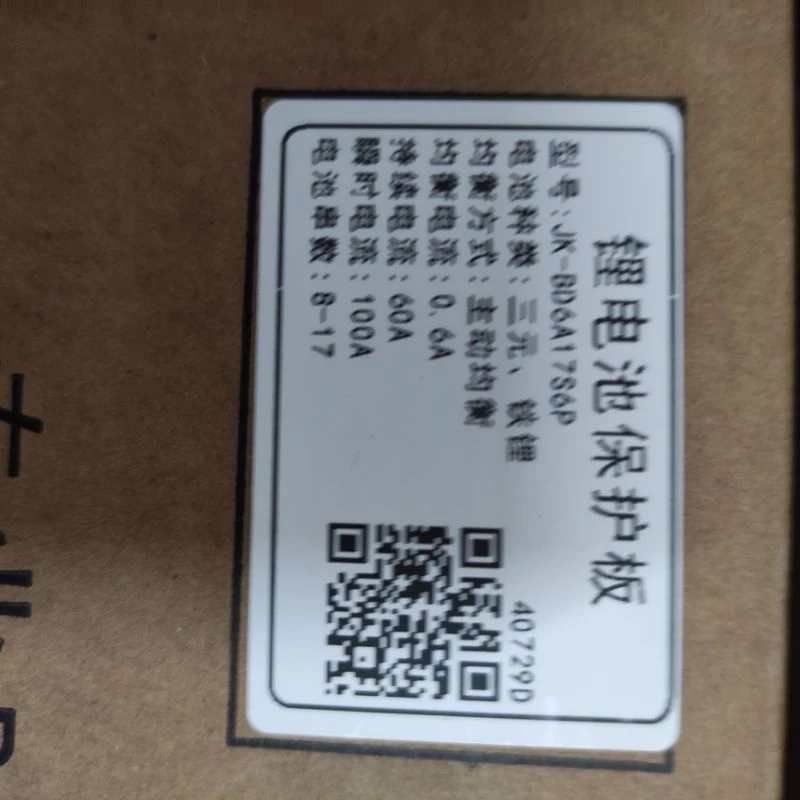 锂电池保护板
型号:JK-BD6A17S6P
电池种类:三元、铁锂
均衡方式:主动均衡
均衡电流:0.6A
持续电流:60A
瞬时电流:100A
电池串数:8-17
40729D